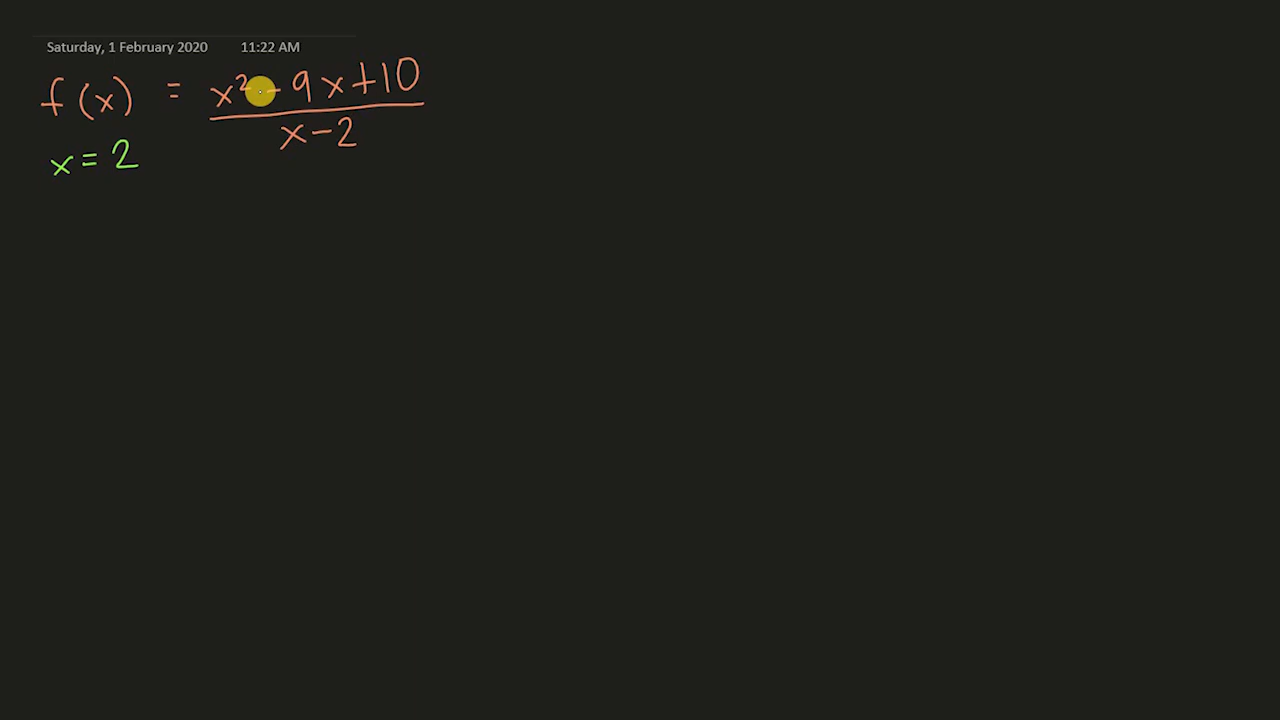 Saturday, 1 February 2020 11:22 AM
f(x) = (x² - 9x + 10) / (x - 2)
x = 2